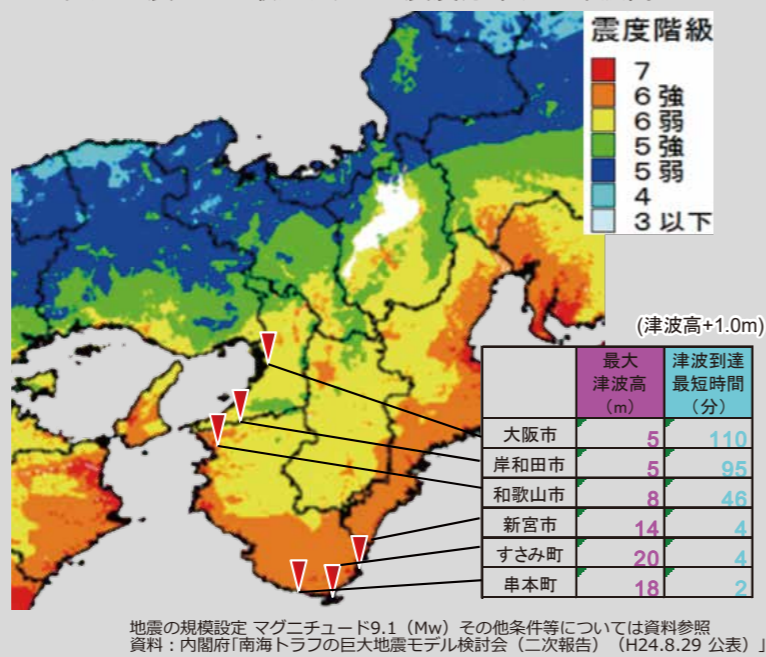 震度階級
7
6強
6弱
5強
5弱
4
3以下
(津波高+1.0m)
最大
津波高
(m)
津波到達
最短時間
(分)
大阪市 5 110
岸和田市 5 95
和歌山市 8 46
新宮市 14 4
すさみ町 20 4
串本町 18 2
地震の規模設定 マグニチュード9.1（Mw）その他条件等については資料参照
資料：内閣府「南海トラフの巨大地震モデル検討会（二次報告）（H24.8.29 公表）」